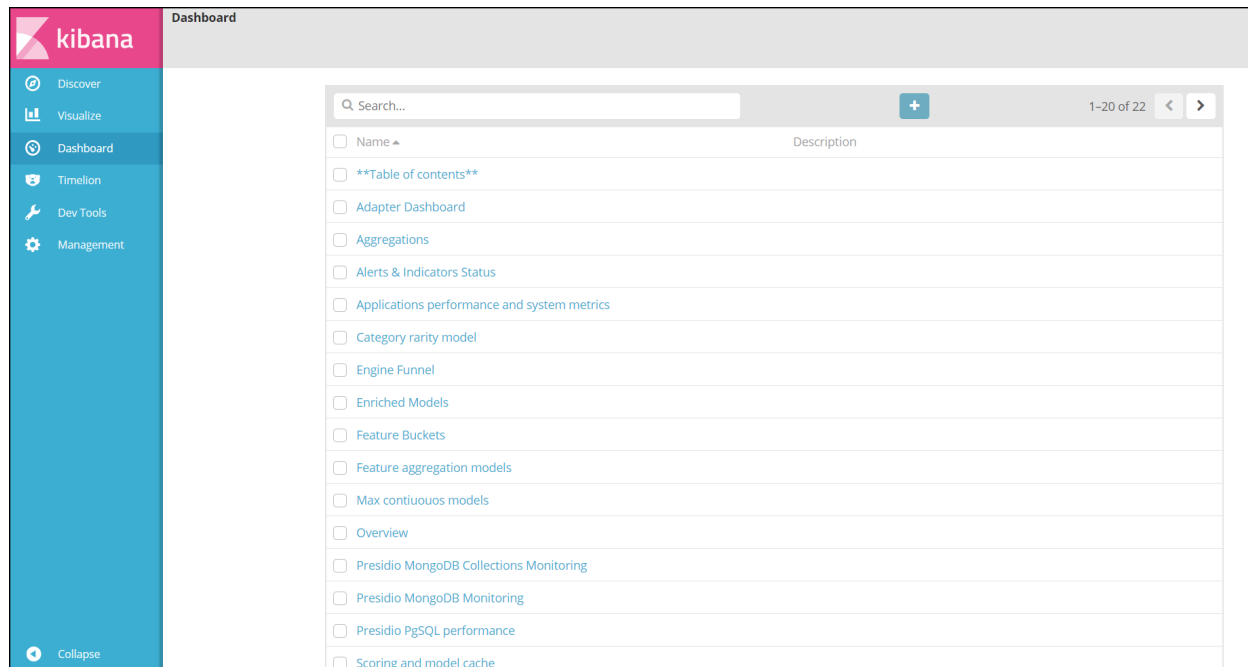 kibana
Dashboard
Discover
Visualize
Dashboard
Timelion
Dev Tools
Management
Collapse
Search...
1–20 of 22
Name
Description
**Table of contents**
Adapter Dashboard
Aggregations
Alerts & Indicators Status
Applications performance and system metrics
Category rarity model
Engine Funnel
Enriched Models
Feature Buckets
Feature aggregation models
Max contiuouos models
Overview
Presidio MongoDB Collections Monitoring
Presidio MongoDB Monitoring
Presidio PgSQL performance
Scoring and model cache